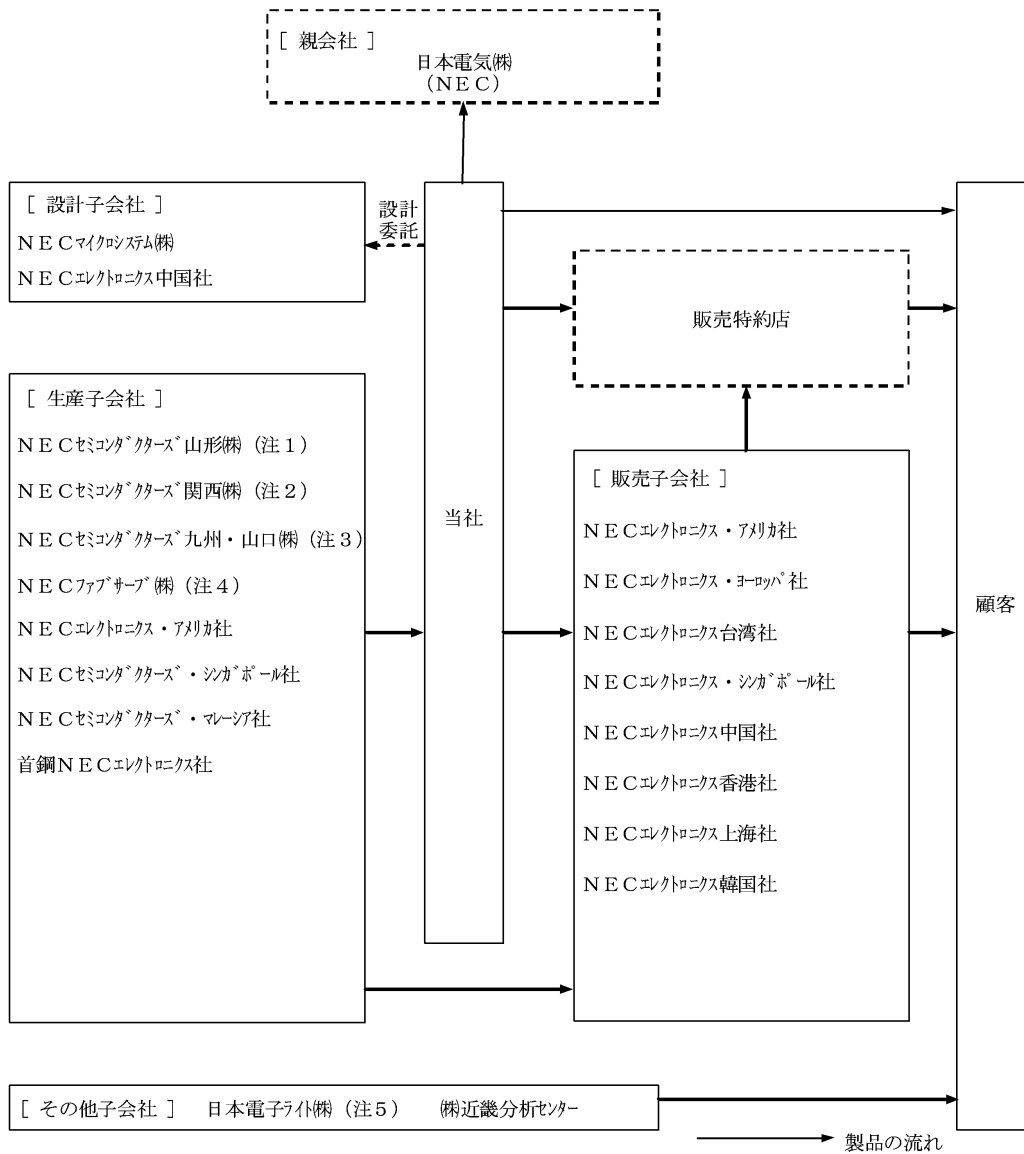 [ 親会社 ]
日本電気㈱
(ＮＥＣ)
[ 設計子会社 ]
ＮＥＣﾏｲｸﾛｼｽﾃﾑ㈱
ＮＥＣｴﾚｸﾄﾛﾆｸｽ中国社
設計
委託
販売特約店
[ 生産子会社 ]
ＮＥＣｾﾐｺﾝﾀﾞｸﾀｰｽﾞ山形㈱（注１）
ＮＥＣｾﾐｺﾝﾀﾞｸﾀｰｽﾞ関西㈱（注２）
ＮＥＣｾﾐｺﾝﾀﾞｸﾀｰｽﾞ九州・山口㈱（注３）
ＮＥＣﾌｧﾌﾞｻｰﾌﾞ㈱（注４）
ＮＥＣｴﾚｸﾄﾛﾆｸｽ・ｱﾒﾘｶ社
ＮＥＣｾﾐｺﾝﾀﾞｸﾀｰｽﾞ・ｼﾝｶﾞﾎﾟｰﾙ社
ＮＥＣｾﾐｺﾝﾀﾞｸﾀｰｽﾞ・ﾏﾚｰｼｱ社
首鋼ＮＥＣｴﾚｸﾄﾛﾆｸｽ社
当社
[ 販売子会社 ]
ＮＥＣｴﾚｸﾄﾛﾆｸｽ・ｱﾒﾘｶ社
ＮＥＣｴﾚｸﾄﾛﾆｸｽ・ﾖｰﾛｯﾊﾟ社
ＮＥＣｴﾚｸﾄﾛﾆｸｽ台湾社
ＮＥＣｴﾚｸﾄﾛﾆｸｽ・ｼﾝｶﾞﾎﾟｰﾙ社
ＮＥＣｴﾚｸﾄﾛﾆｸｽ中国社
ＮＥＣｴﾚｸﾄﾛﾆｸｽ香港社
ＮＥＣｴﾚｸﾄﾛﾆｸｽ上海社
ＮＥＣｴﾚｸﾄﾛﾆｸｽ韓国社
顧客
[ その他子会社 ] 日本電子ﾗｲﾄ㈱（注５） ㈱近畿分析ｾﾝﾀｰ
製品の流れ